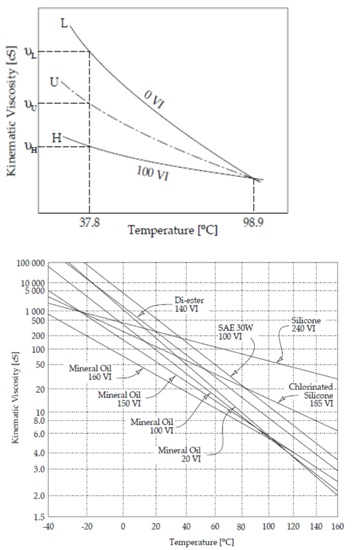 Kinematic Viscosity [cS]
L
U
H
υL
υU
υH
0 VI
100 VI
37.8
98.9
Temperature [°C]
Kinematic Viscosity [cS]
100 000
10 000
5 000
1 000
500
200
100
50
20
10
8.0
6.0
4.0
3.0
2.0
1.5
Di-ester
140 VI
SAE 30W
100 VI
Silicone
240 VI
Mineral Oil
160 VI
Chlorinated
Silicone
185 VI
Mineral Oil
150 VI
Mineral Oil
100 VI
Mineral Oil
20 VI
-40 -20 0 20 40 60 80 100 120 140 160
Temperature [°C]